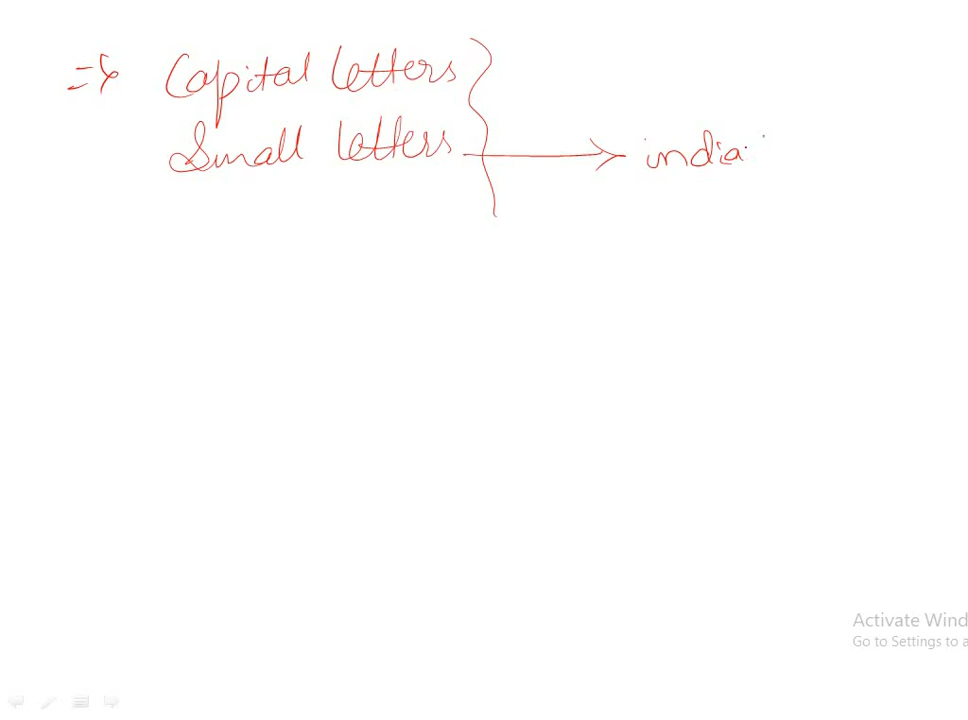 => Capital letters
Small letters → india
Activate Wind
Go to Settings to a